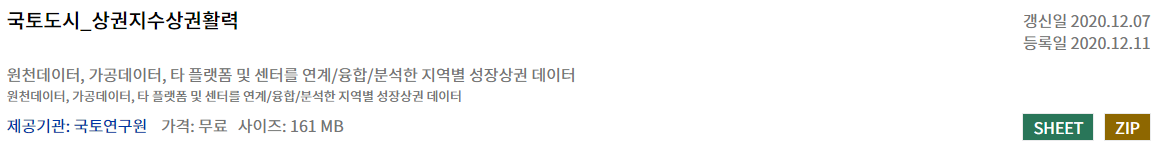 국토도시_상권지수상권활력
갱신일 2020.12.07
등록일 2020.12.11
원천데이터, 가공데이터, 타 플랫폼 및 센터를 연계/융합/분석한 지역별 성장상권 데이터
원천데이터, 가공데이터, 타 플랫폼 및 센터를 연계/융합/분석한 지역별 성장상권 데이터
제공기관: 국토연구원 가격: 무료 사이즈: 161 MB
SHEET ZIP